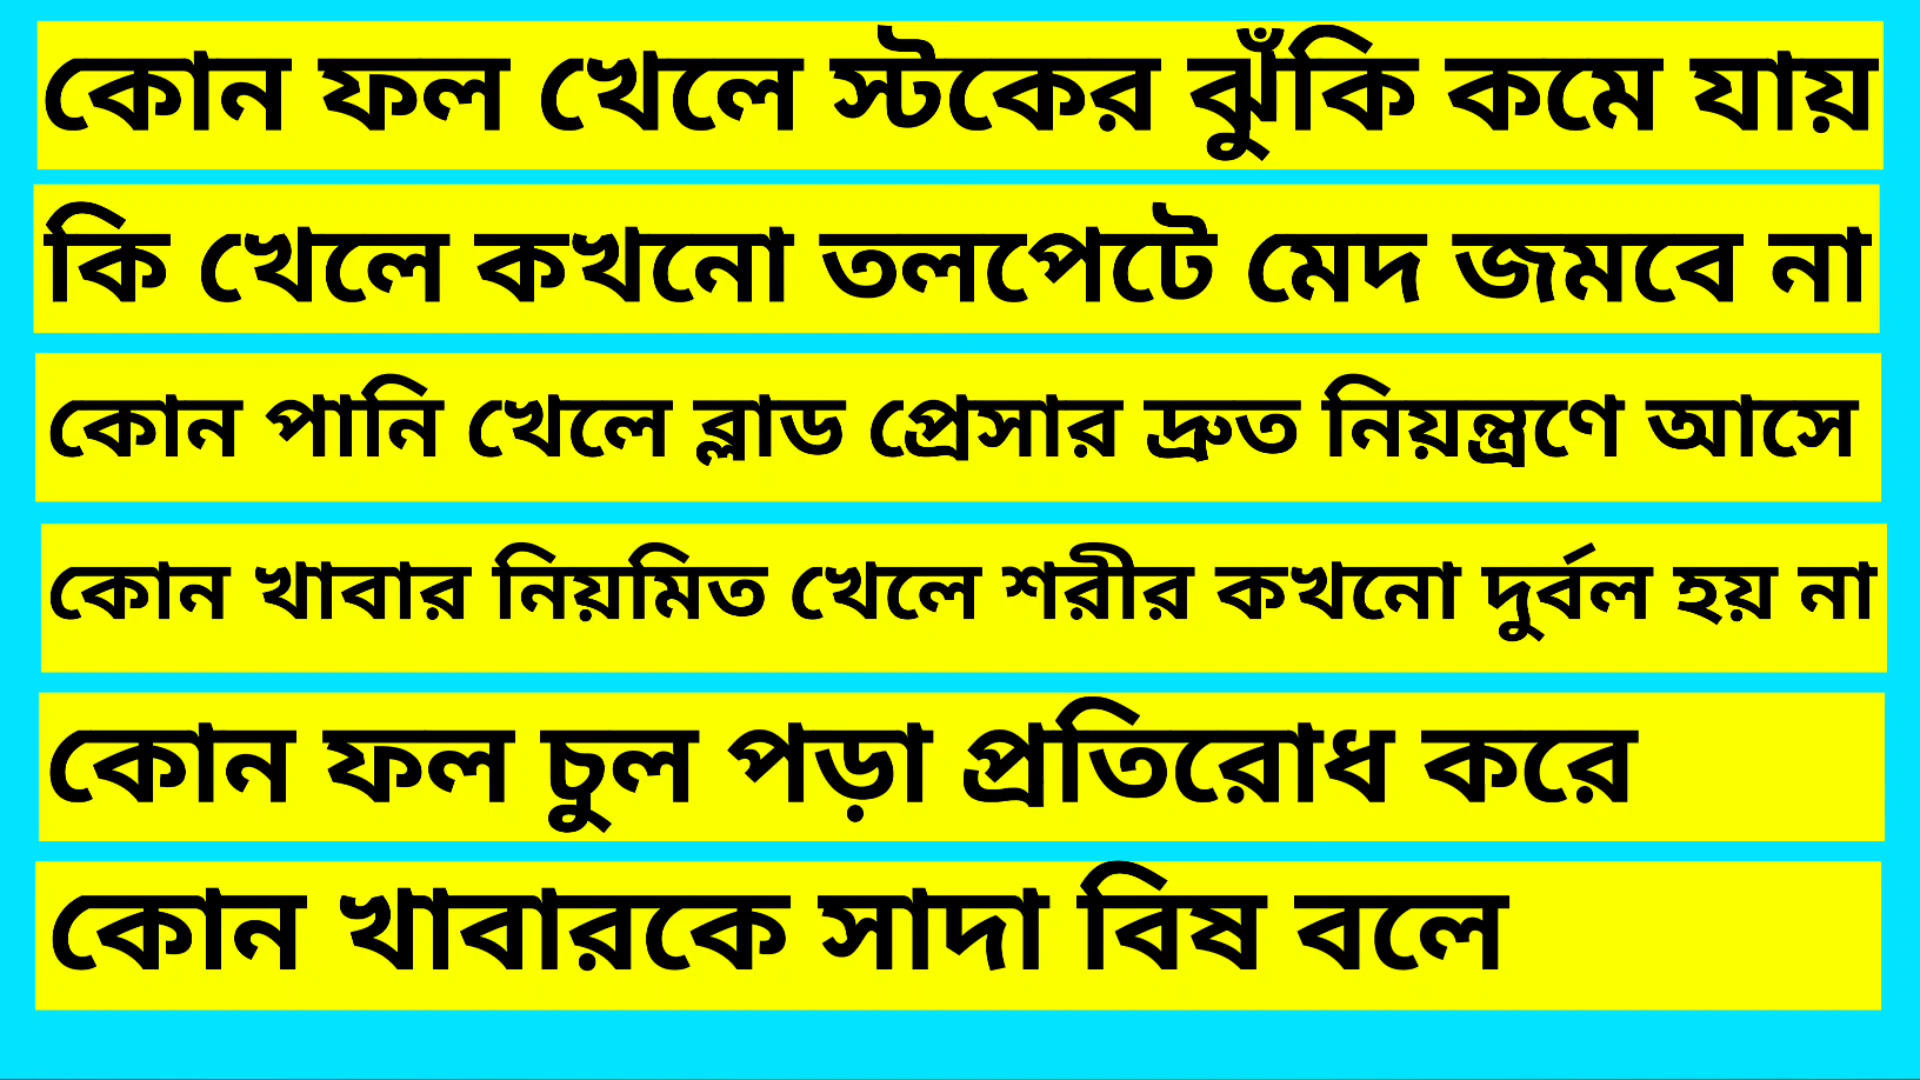 কোন ফল খেলে স্টকের ঝুঁকি কমে যায়
কি খেলে কখনো তলপেটে মেদ জমবে না
কোন পানি খেলে ব্লাড প্রেসার দ্রুত নিয়ন্ত্রণে আসে
কোন খাবার নিয়মিত খেলে শরীর কখনো দুর্বল হয় না
কোন ফল চুল পড়া প্রতিরোধ করে
কোন খাবারকে সাদা বিষ বলে